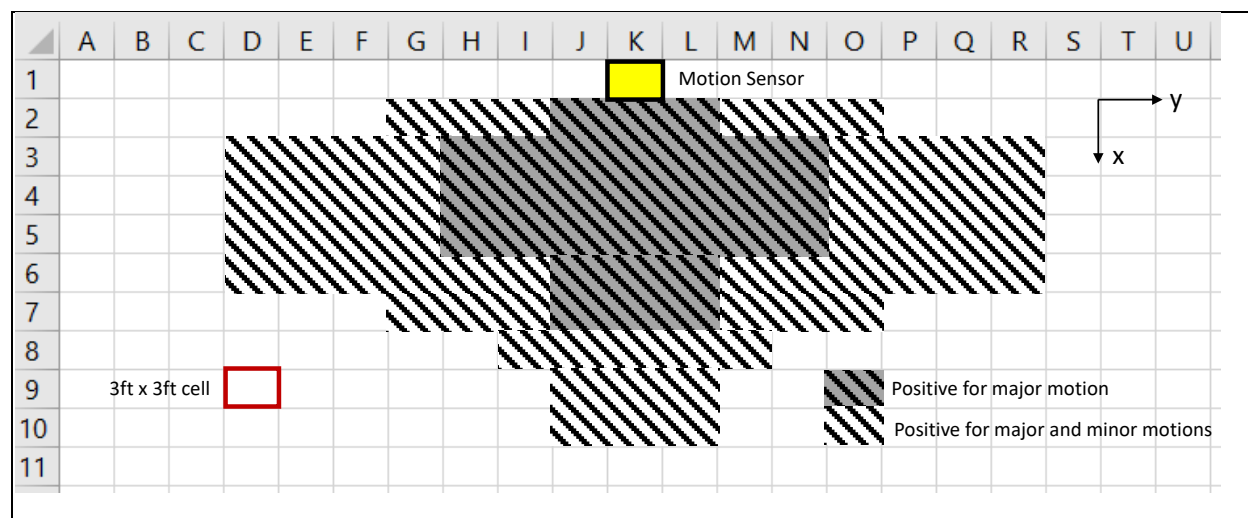 A B C D E F G H I J K L M N O P Q R S T U
1 Motion Sensor
2 y
3 x
4
5
6
7
8
9 3ft x 3ft cell Positive for major motion
10 Positive for major and minor motions
11